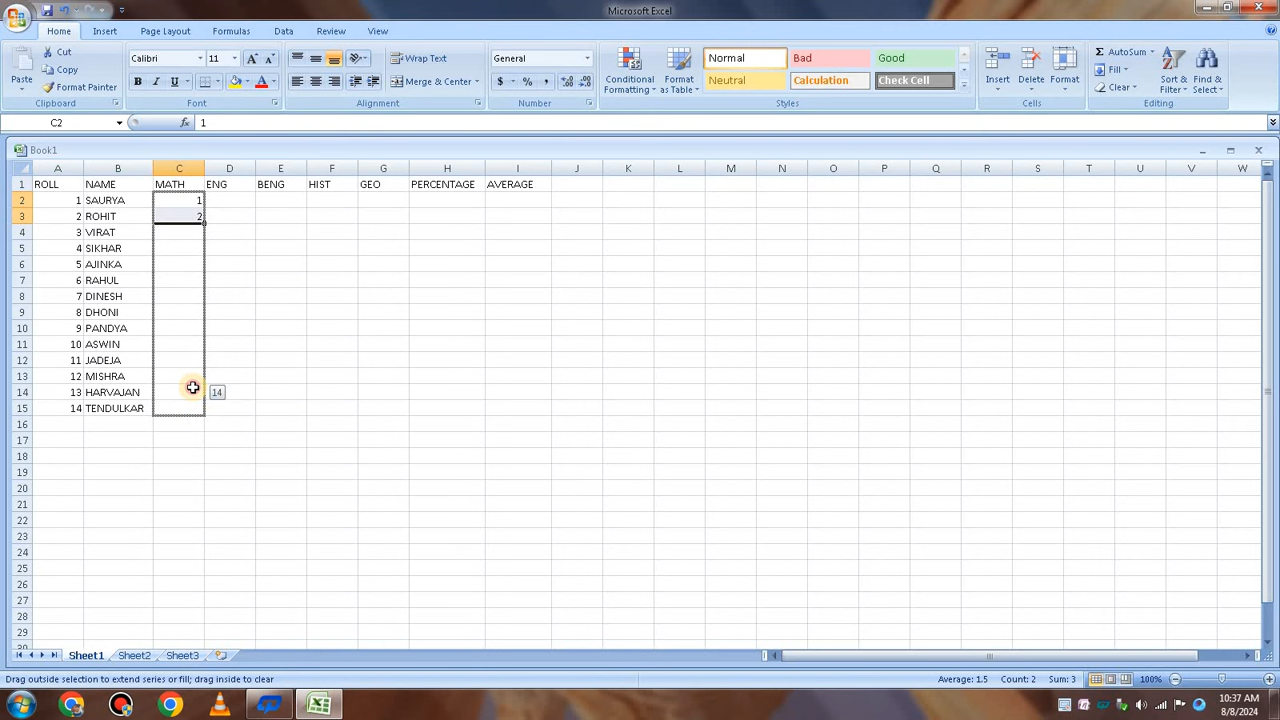 Microsoft Excel
Home Insert Page Layout Formulas Data Review View
Paste
Cut
Copy
Format Painter
Clipboard
Calibri 11
B I U
Font
Wrap Text
Merge & Center
Alignment
General
$ % ,
Number
Conditional Formatting
Format as Table
Normal Bad Good
Neutral Calculation Check Cell
Styles
Insert Delete Format
Cells
AutoSum
Fill
Clear
Sort & Filter
Find & Select
Editing
C2 fx 1
Book1
A B C D E F G H I J K L M N O P Q R S T U V W
1 ROLL NAME MATH ENG BENG HIST GEO PERCENTAGE AVERAGE
2 1 SAURYA 1
3 2 ROHIT 2
4 3 VIRAT
5 4 SIKHAR
6 5 AJINKA
7 6 RAHUL
8 7 DINESH
9 8 DHONI
10 9 PANDYA
11 10 ASWIN
12 11 JADEJA
13 12 MISHRA
14 13 HARVAJAN 14
15 14 TENDULKAR
16
17
18
19
20
21
22
23
24
25
26
27
28
29
Sheet1 Sheet2 Sheet3
Drag outside selection to extend series or fill; drag inside to clear Average: 1.5 Count: 2 Sum: 3 100%
10:37 AM
8/8/2024